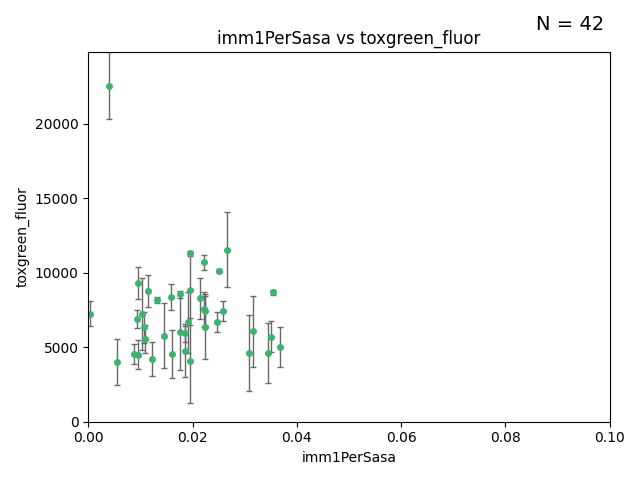 N = 42
imm1PerSasa vs toxgreen_fluor
toxgreen_fluor
20000
15000
10000
5000
0
0.00 0.02 0.04 0.06 0.08 0.10
imm1PerSasa